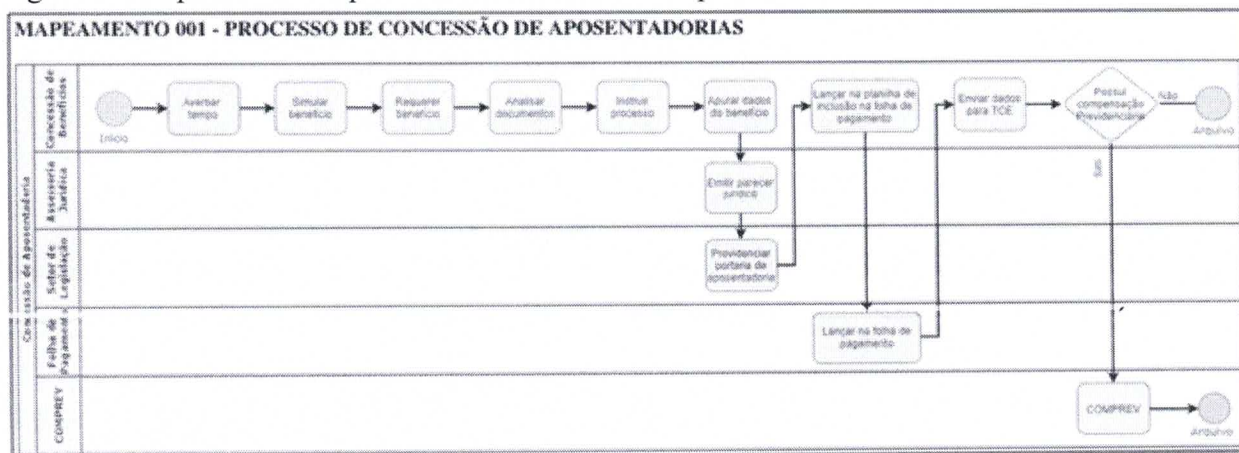 MAPEAMENTO 001 - PROCESSO DE CONCESSÃO DE APOSENTADORIAS
Concessão de Aposentadoria
Concessão de
Benefícios
Início
Averbar
tempo
Simular
benefício
Requerer
benefício
Analisar
documentos
Instruir
processo
Apurar dados
do benefício
Lançar na planilha de
inclusão na folha de
pagamento
Enviar dados
para TCE
Possui
compensação
Previdenciária
Não
Arquivo
Sim
Assessoria
Jurídica
Emitir parecer
jurídico
Setor de
Legislação
Providenciar
portaria de
aposentadoria
Folha de
Pagament
Lançar na folha de
pagamento
COMPREV
COMPREV
Arquivo